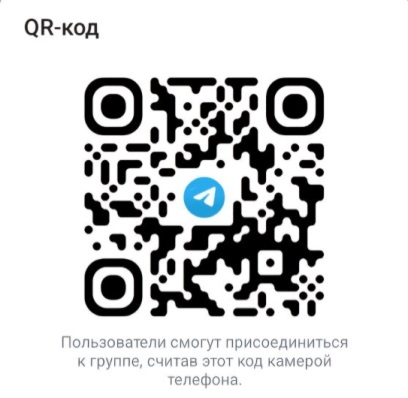 QR-код
Пользователи смогут присоединиться
к группе, считав этот код камерой
телефона.